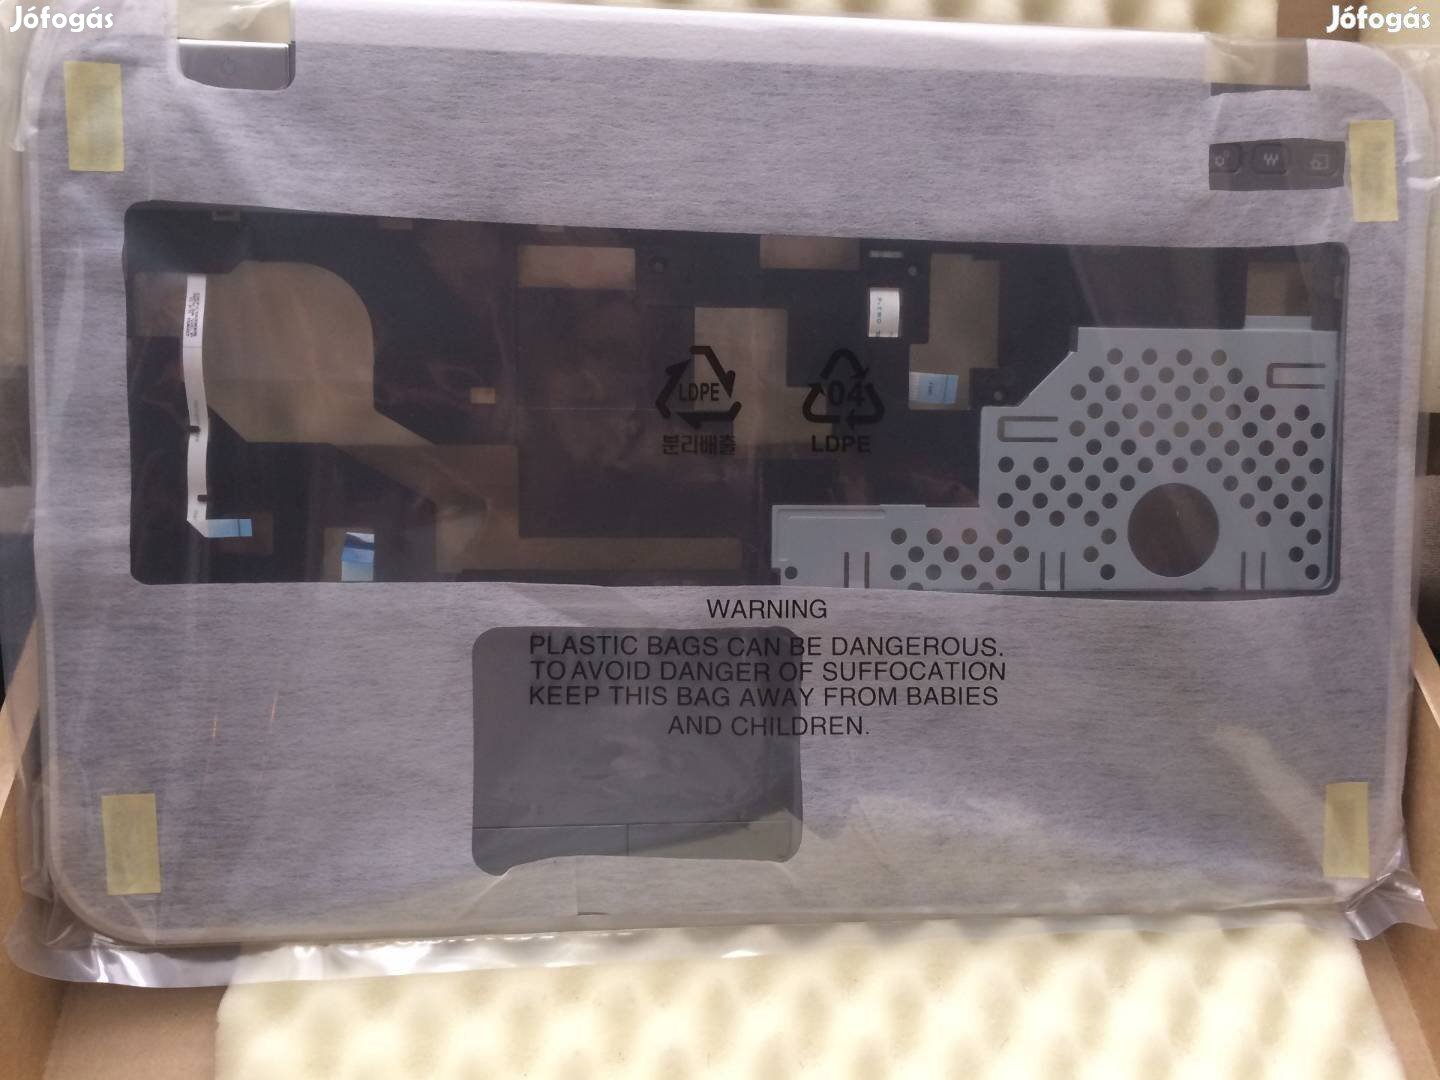 Jófogás
Jófogás
W
P-TWO
LDPE
분리배출
04
LDPE
WARNING
PLASTIC BAGS CAN BE DANGEROUS.
TO AVOID DANGER OF SUFFOCATION
KEEP THIS BAG AWAY FROM BABIES
AND CHILDREN.